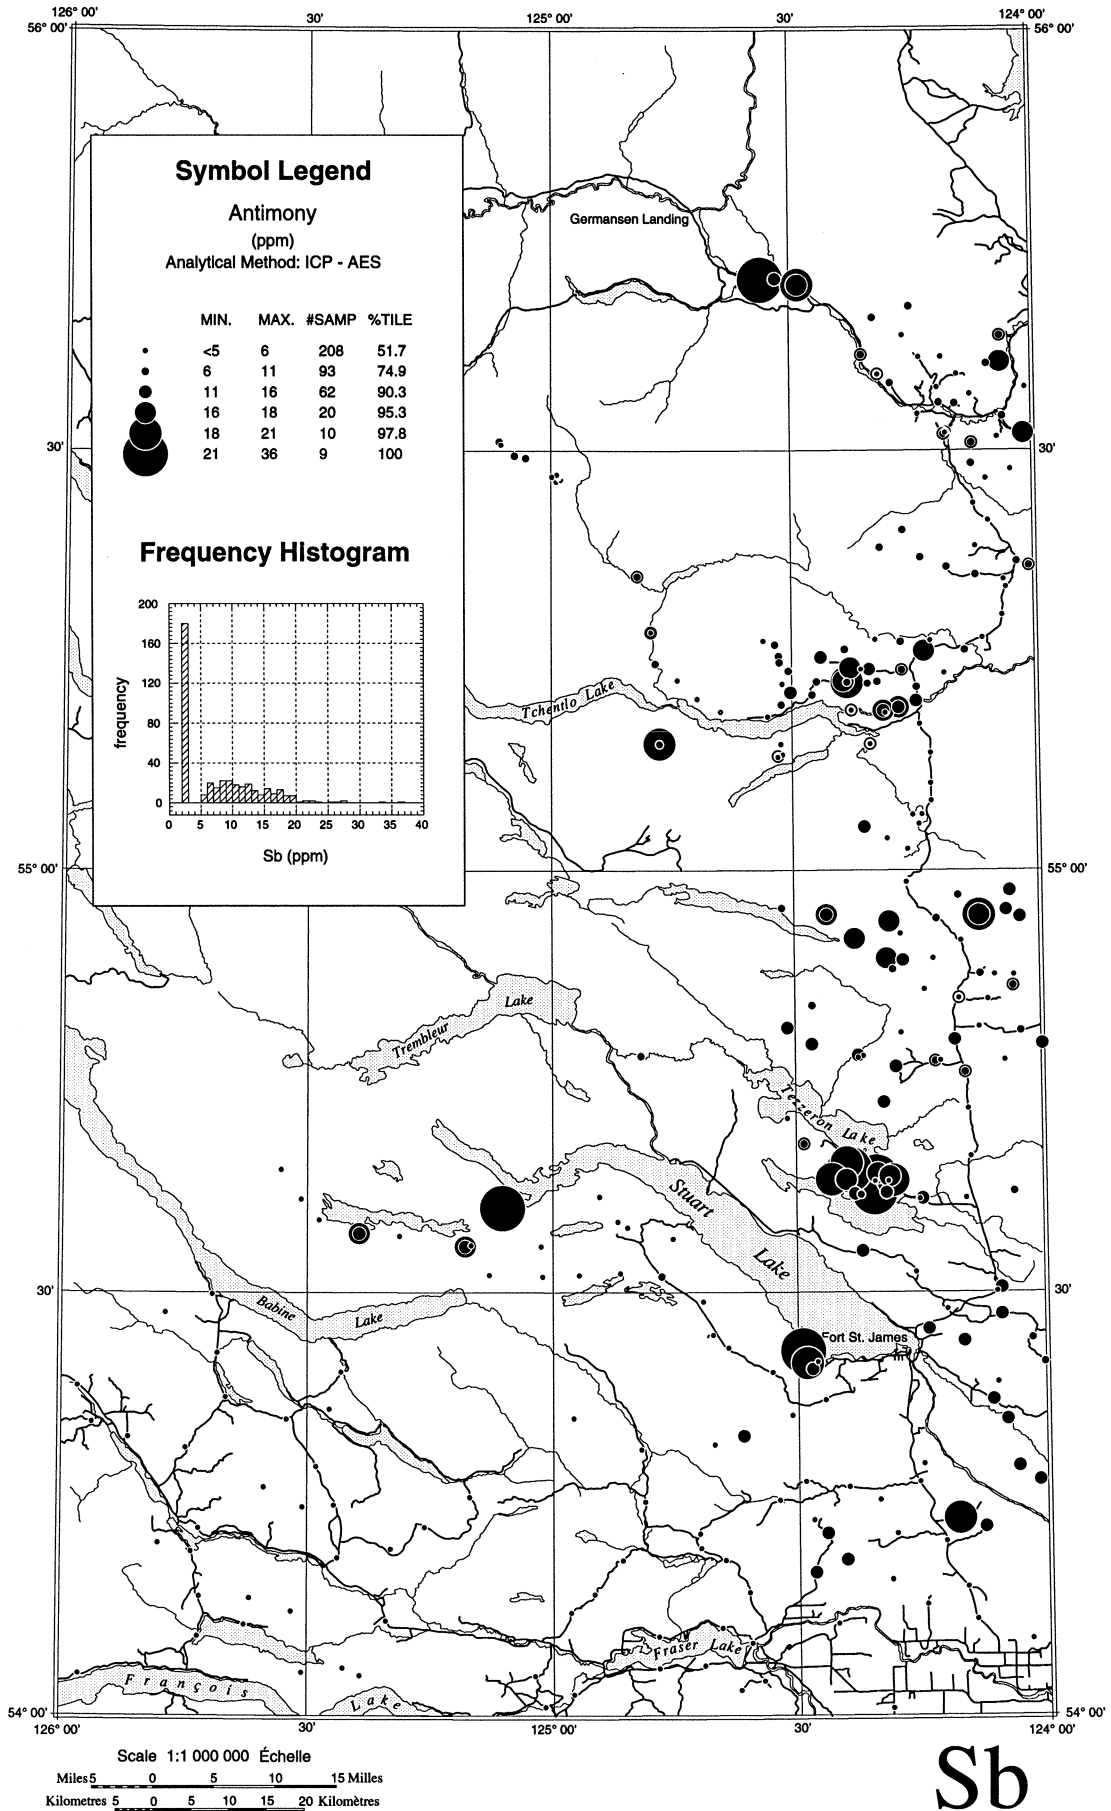 126° 00' 30' 125° 00' 30' 124° 00'
56° 00' 56° 00'
Symbol Legend
Antimony
(ppm)
Analytical Method: ICP - AES
MIN. MAX. #SAMP %TILE
<5 6 208 51.7
6 11 93 74.9
11 16 62 90.3
16 18 20 95.3
18 21 10 97.8
21 36 9 100
Germansen Landing
30' 30'
Frequency Histogram
200
160
120
80
40
0
frequency
0 5 10 15 20 25 30 35 40
Sb (ppm)
Tchentlo Lake
55° 00' 55° 00'
Trembleur Lake
Tezzeron Lake
Stuart Lake
30' 30'
Babine Lake
Fort St. James
Fraser Lake
François Lake
54° 00' 54° 00'
126° 00' 30' 125° 00' 30' 124° 00'
Scale 1:1 000 000 Échelle
Miles 5 0 5 10 15 Milles
Kilometres 5 0 5 10 15 20 Kilomètres
Sb